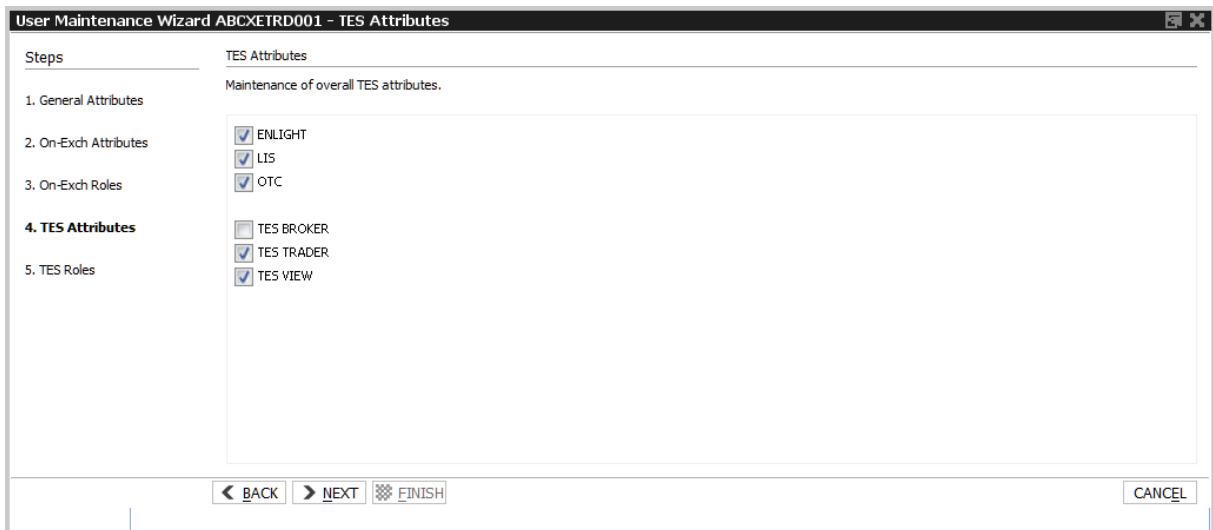 User Maintenance Wizard ABCXETRD001 - TES Attributes
Steps
1. General Attributes
2. On-Exch Attributes
3. On-Exch Roles
4. TES Attributes
5. TES Roles
TES Attributes
Maintenance of overall TES attributes.
ENLIGHT
LIS
OTC
TES BROKER
TES TRADER
TES VIEW
BACK NEXT FINISH CANCEL